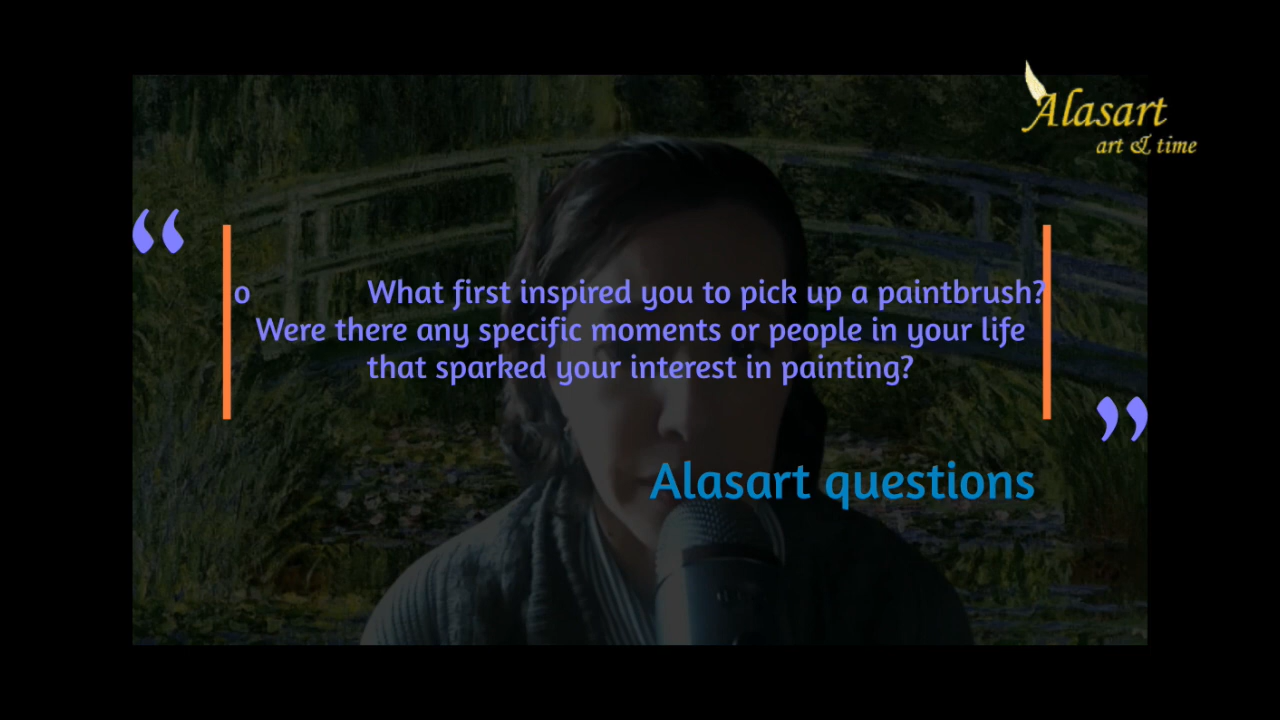 Alasart
art & time
“
o What first inspired you to pick up a paintbrush?
Were there any specific moments or people in your life
that sparked your interest in painting?
”
Alasart questions